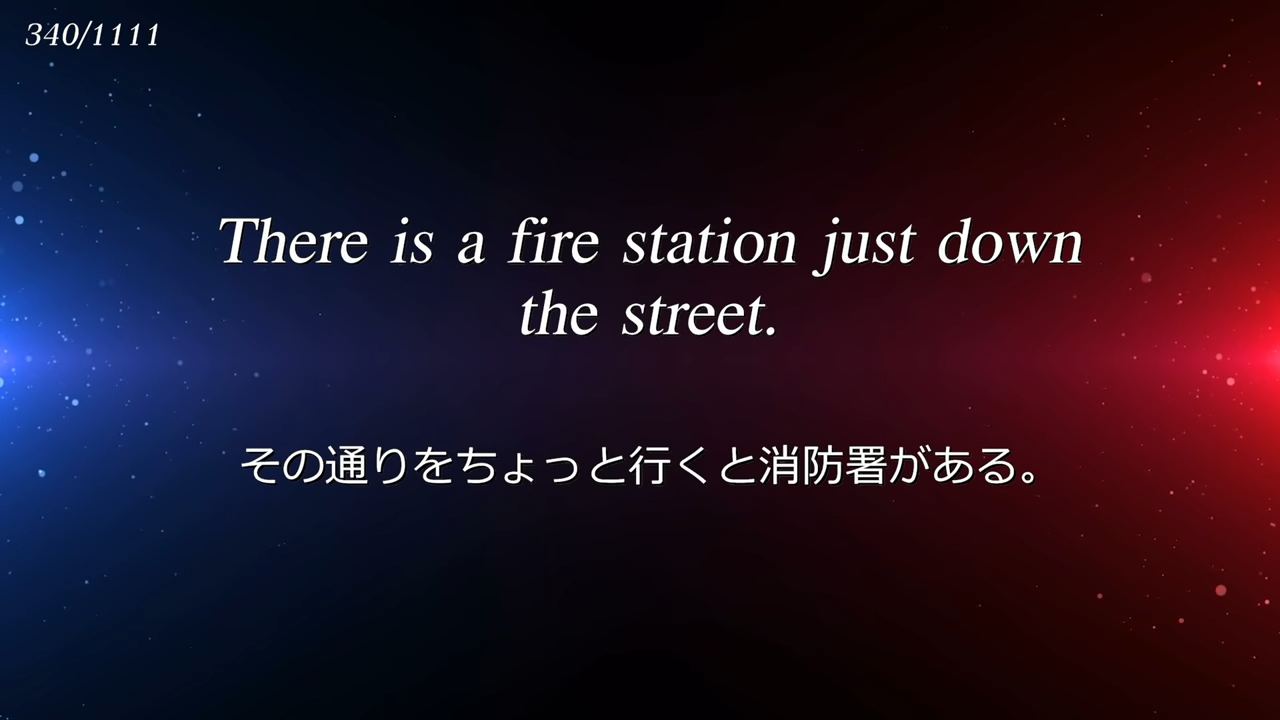 340/1111
There is a fire station just down
the street.
その通りをちょっと行くと消防署がある。